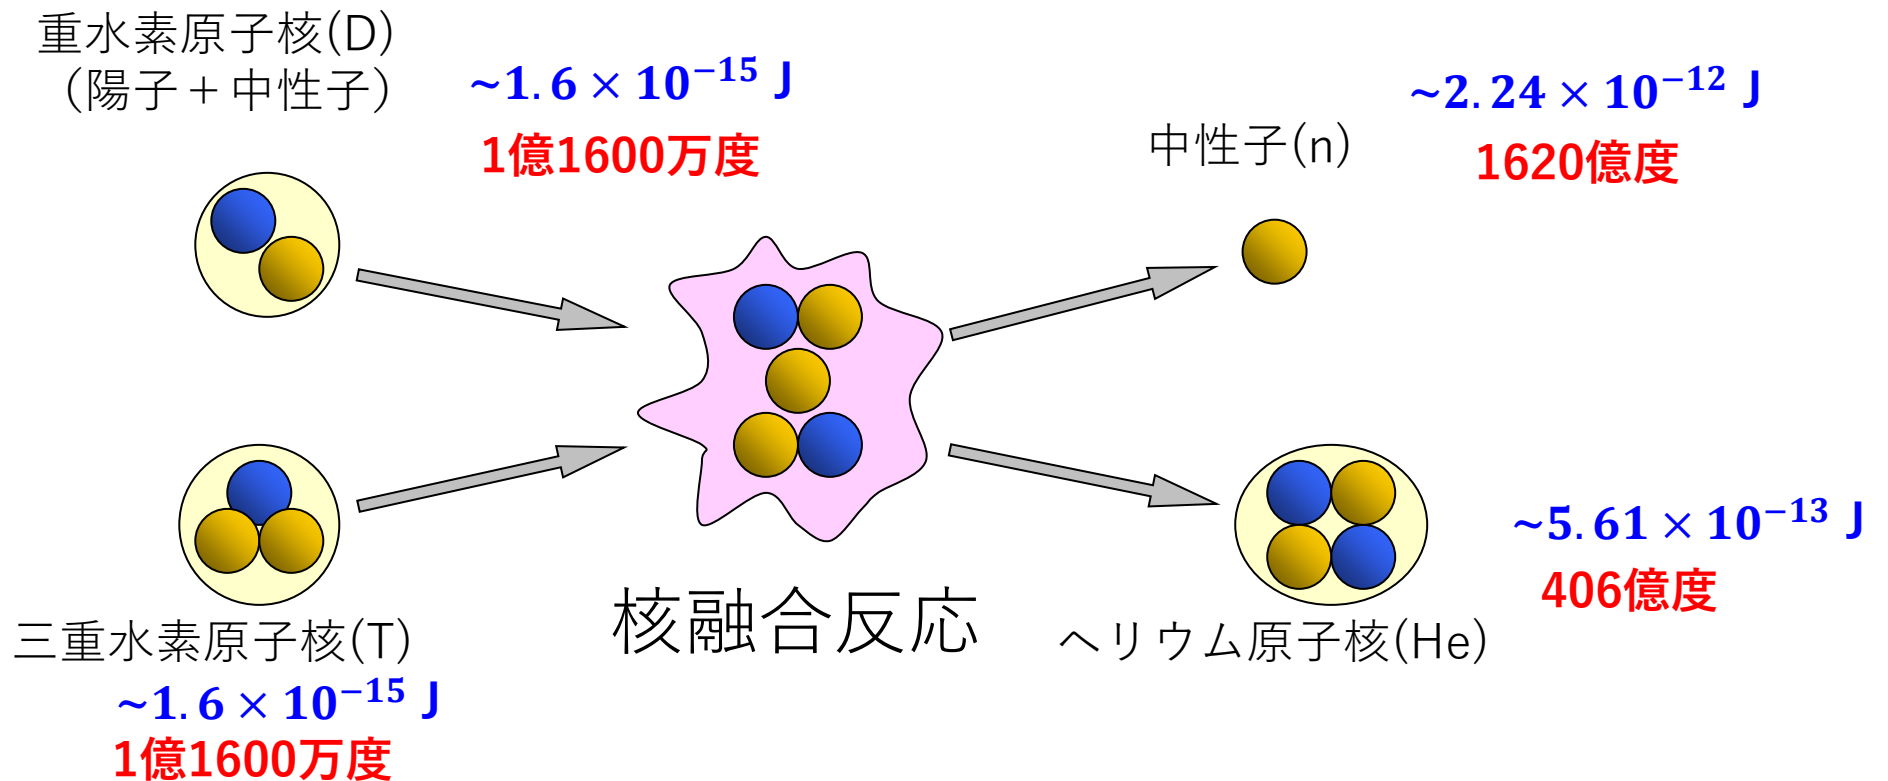 重水素原子核(D)
（陽子＋中性子）
~1.6 × 10⁻¹⁵ J
1億1600万度
中性子(n)
~2.24 × 10⁻¹² J
1620億度
三重水素原子核(T)
~1.6 × 10⁻¹⁵ J
1億1600万度
核融合反応
ヘリウム原子核(He)
~5.61 × 10⁻¹³ J
406億度